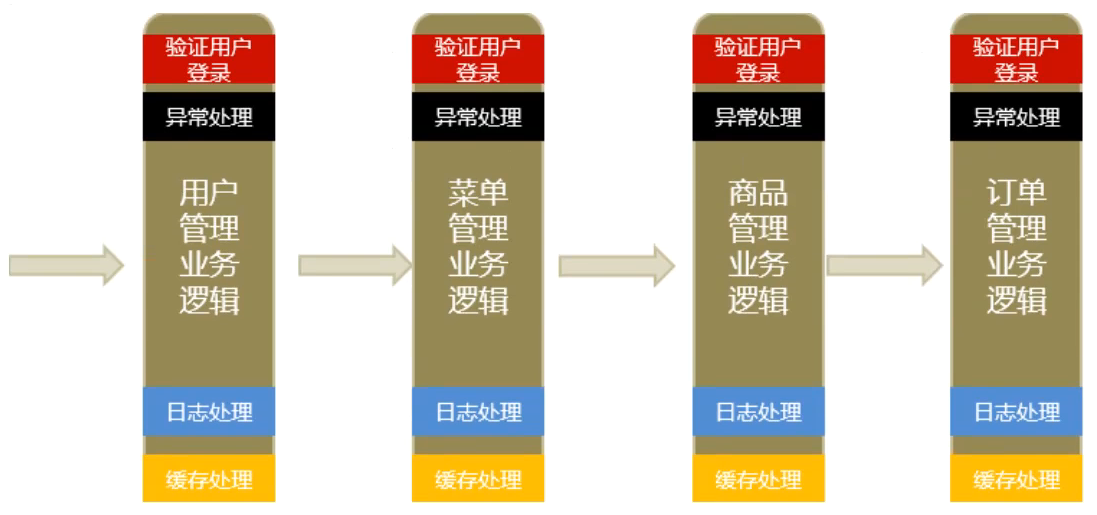 验证用户
登录
异常处理
用户
管理
业务
逻辑
日志处理
缓存处理
验证用户
登录
异常处理
菜单
管理
业务
逻辑
日志处理
缓存处理
验证用户
登录
异常处理
商品
管理
业务
逻辑
日志处理
缓存处理
验证用户
登录
异常处理
订单
管理
业务
逻辑
日志处理
缓存处理